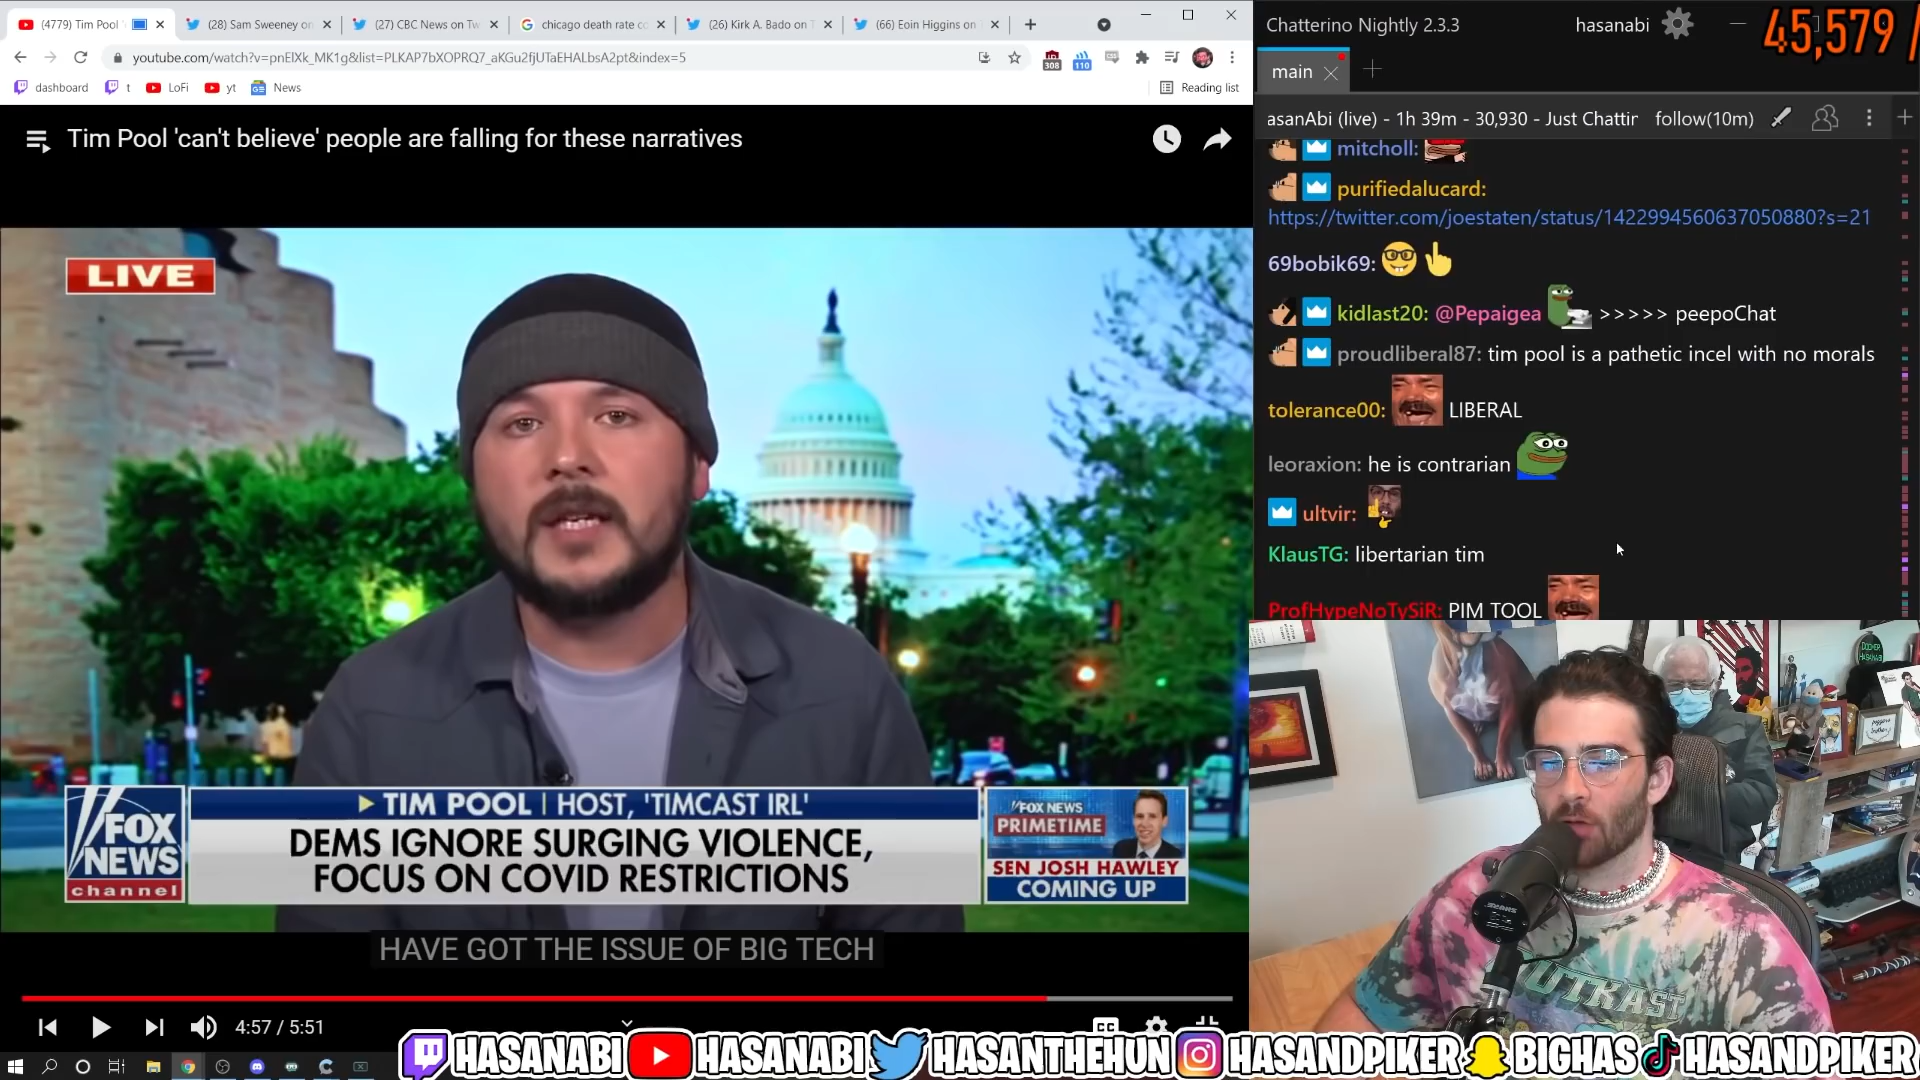 (4779) Tim Pool '
(28) Sam Sweeney on
(27) CBC News on Tw
chicago death rate co
(26) Kirk A. Bado on T
(66) Eoin Higgins on
youtube.com/watch?v=pnElXk_MK1g&list=PLKAP7bXOPRQ7_aKGu2fjUTaEHALbsA2pt&index=5
308
110
dashboard
t
LoFi
yt
News
Reading list
Tim Pool 'can't believe' people are falling for these narratives
LIVE
FOX
NEWS
channel
TIM POOL | HOST, 'TIMCAST IRL'
DEMS IGNORE SURGING VIOLENCE,
FOCUS ON COVID RESTRICTIONS
FOX NEWS
PRIMETIME
SEN JOSH HAWLEY
COMING UP
HAVE GOT THE ISSUE OF BIG TECH
4:57 / 5:51
Chatterino Nightly 2.3.3
hasanabi
45,579 /
main
asanAbi (live) - 1h 39m - 30,930 - Just Chattin
follow(10m)
mitcholl:
purifiedalucard:
https://twitter.com/joestaten/status/1422994560637050880?s=21
69bobik69:
kidlast20: @Pepaigea >>>>> peepoChat
proudliberal87: tim pool is a pathetic incel with no morals
tolerance00: LIBERAL
leoraxion: he is contrarian
ultvir:
KlausTG: libertarian tim
ProfHypeNoTySiR: PIM TOOL
OUTKAST
HASANABI
HASANABI
HASANTHEHUN
HASANDPIKER
BIGHAS
HASANDPIKER